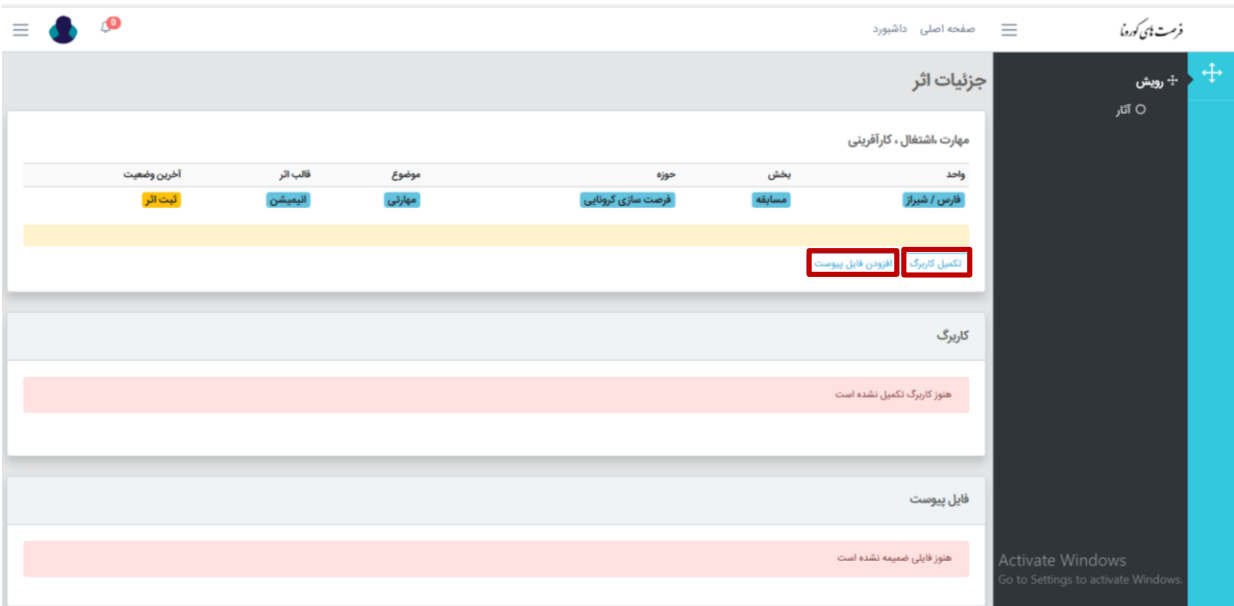 فرصت های کورونا
صفحه اصلی داشبورد
0
رویش
آثار
جزئیات اثر
مهارت ،اشتغال ، کارآفرینی
واحد بخش حوزه موضوع قالب اثر آخرین وضعیت
فارس / شیراز مسابقه فرصت سازی کرونایی مهارتی انیمیشن ثبت اثر
تکمیل کاربرگ افزودن فایل پیوست
کاربرگ
هنوز کاربرگ تکمیل نشده است
فایل پیوست
هنوز فایلی ضمیمه نشده است
Activate Windows
Go to Settings to activate Windows.